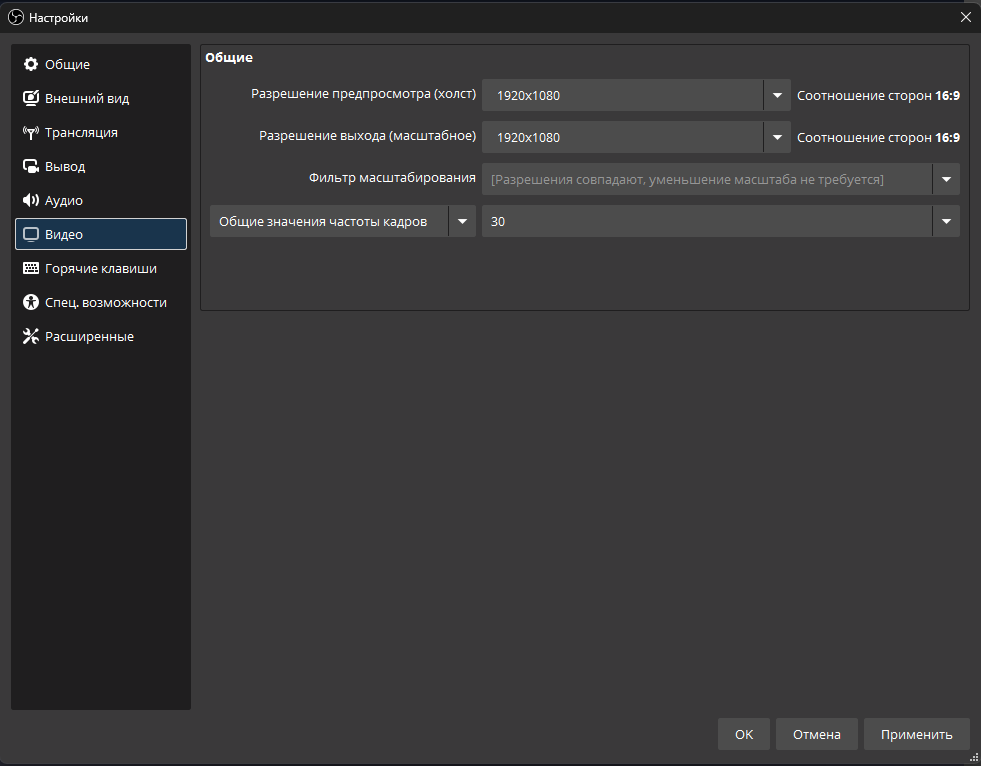 Настройки
Общие
Внешний вид
Трансляция
Вывод
Аудио
Видео
Горячие клавиши
Спец. возможности
Расширенные
Общие
Разрешение предпросмотра (холст) 1920x1080 Соотношение сторон 16:9
Разрешение выхода (масштабное) 1920x1080 Соотношение сторон 16:9
Фильтр масштабирования [Разрешения совпадают, уменьшение масштаба не требуется]
Общие значения частоты кадров 30
OK Отмена Применить